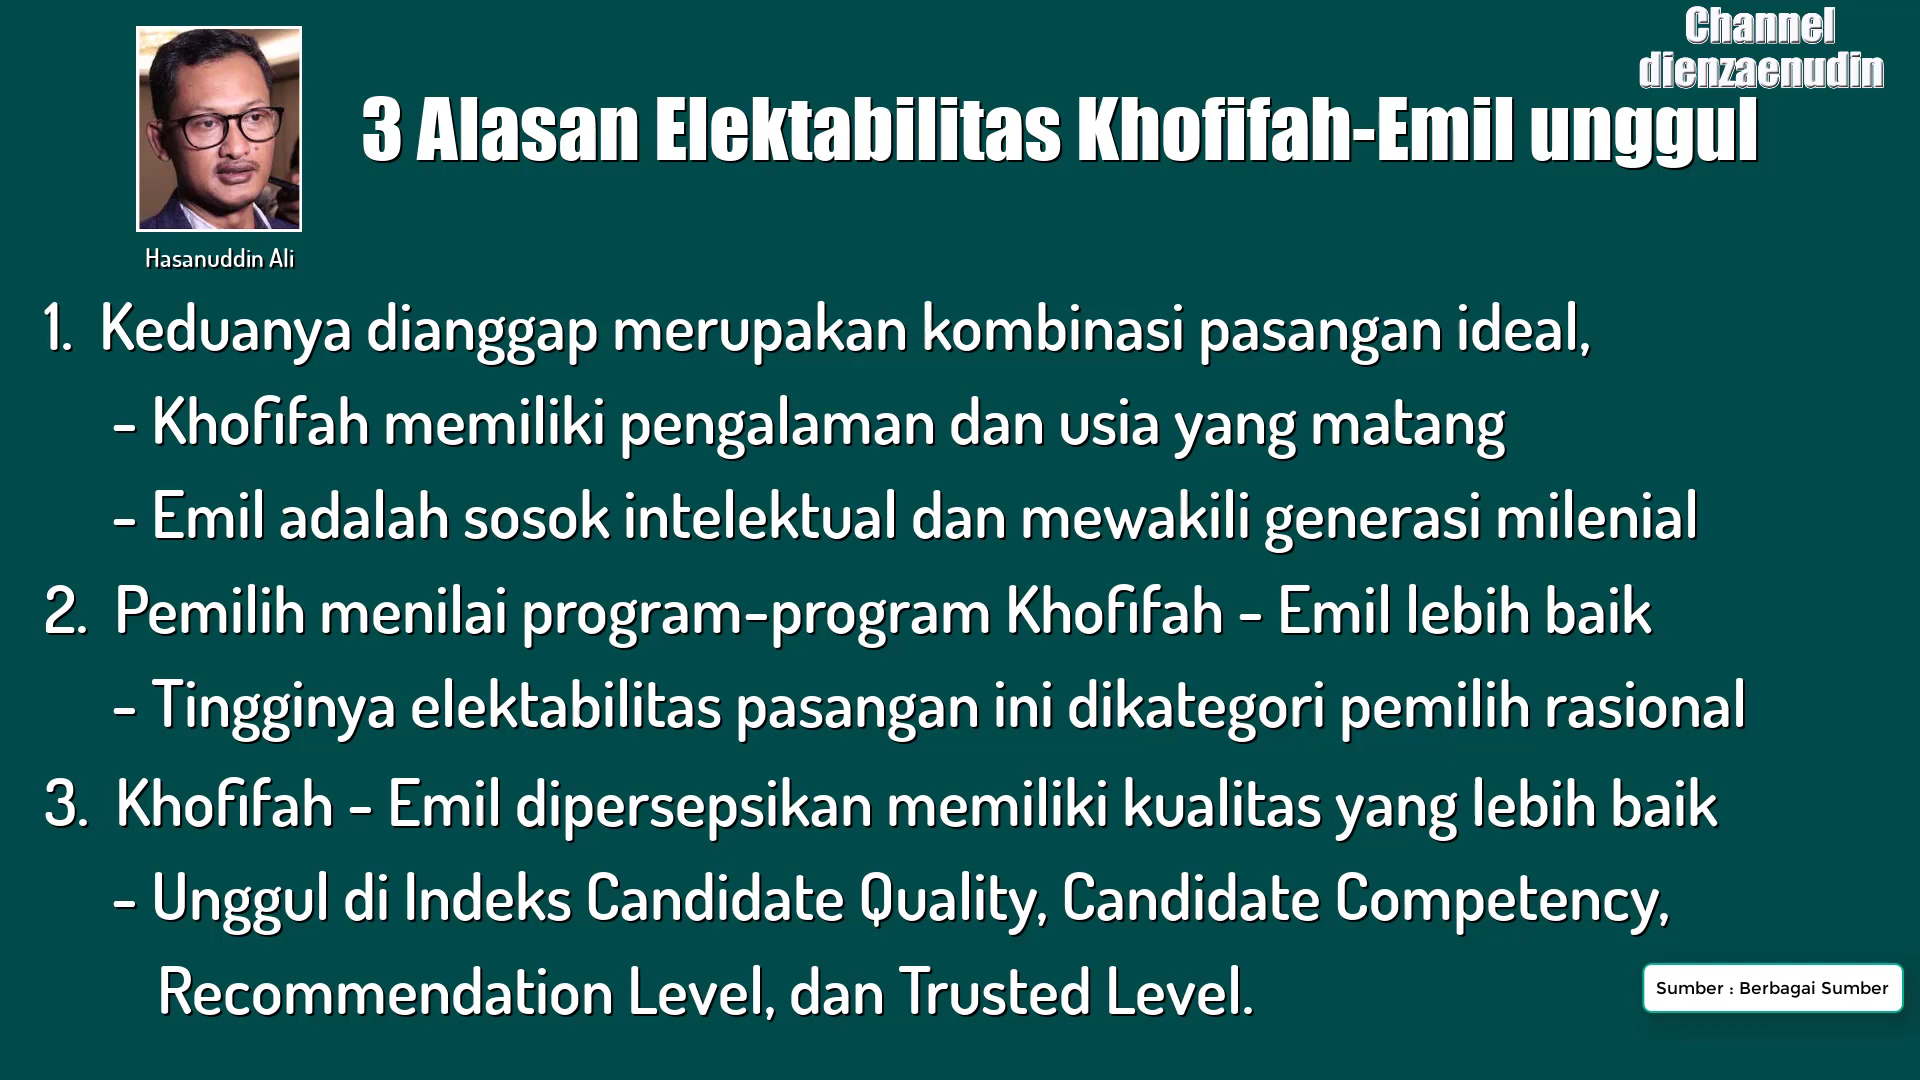 Channel
dienzaenudin
3 Alasan Elektabilitas Khofifah-Emil unggul
Hasanuddin Ali
1. Keduanya dianggap merupakan kombinasi pasangan ideal,
- Khofifah memiliki pengalaman dan usia yang matang
- Emil adalah sosok intelektual dan mewakili generasi milenial
2. Pemilih menilai program-program Khofifah - Emil lebih baik
- Tingginya elektabilitas pasangan ini dikategori pemilih rasional
3. Khofifah - Emil dipersepsikan memiliki kualitas yang lebih baik
- Unggul di Indeks Candidate Quality, Candidate Competency,
Recommendation Level, dan Trusted Level.
Sumber : Berbagai Sumber